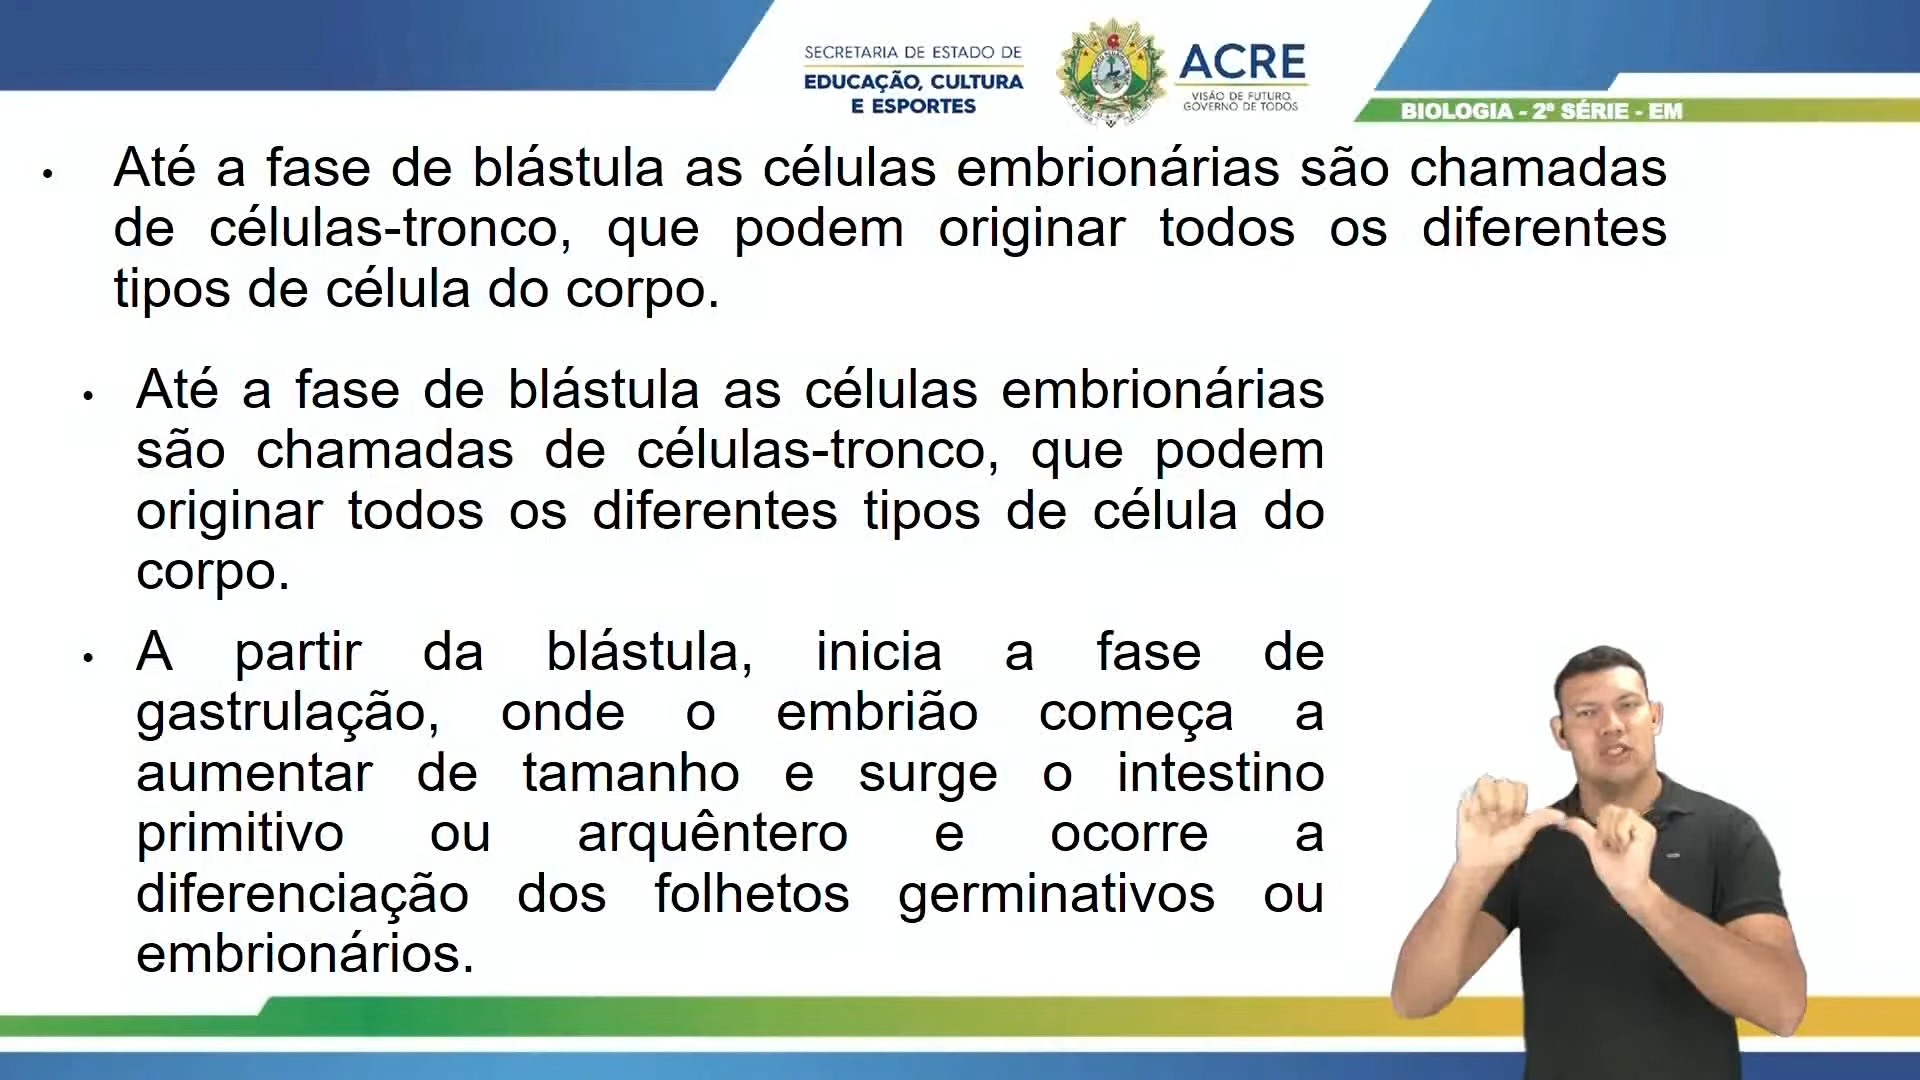 SECRETARIA DE ESTADO DE
EDUCAÇÃO, CULTURA
E ESPORTES
ACRE
VISÃO DE FUTURO.
GOVERNO DE TODOS
BIOLOGIA - 2ª SÉRIE - EM
• Até a fase de blástula as células embrionárias são chamadas
de células-tronco, que podem originar todos os diferentes
tipos de célula do corpo.
• Até a fase de blástula as células embrionárias
são chamadas de células-tronco, que podem
originar todos os diferentes tipos de célula do
corpo.
• A partir da blástula, inicia a fase de
gastrulação, onde o embrião começa a
aumentar de tamanho e surge o intestino
primitivo ou arquêntero e ocorre a
diferenciação dos folhetos germinativos ou
embrionários.